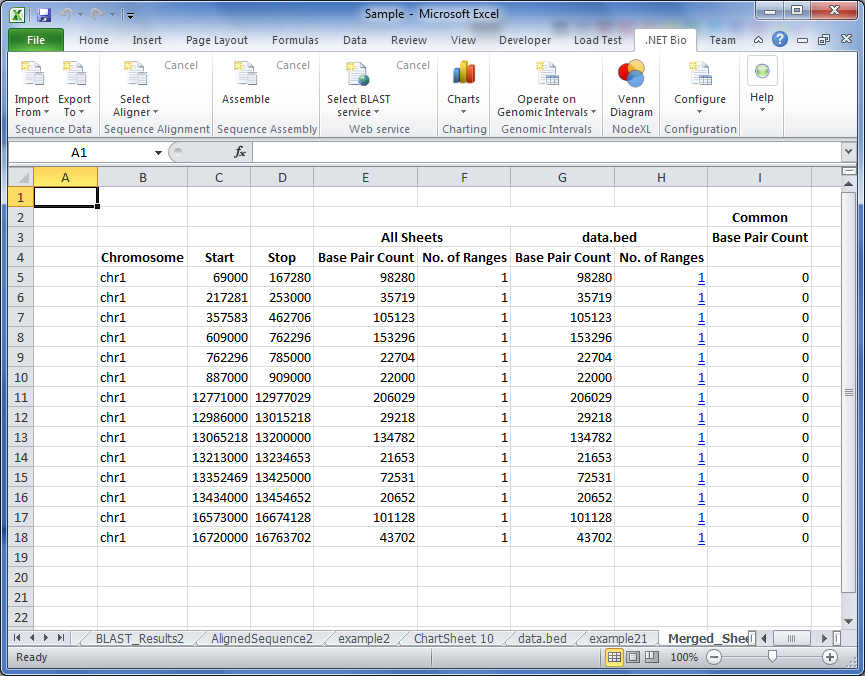 Sample - Microsoft Excel
File Home Insert Page Layout Formulas Data Review View Developer Load Test .NET Bio Team
Import From Export To Select Aligner Cancel Assemble Cancel Select BLAST service Cancel Charts Operate on Genomic Intervals Venn Diagram Configure Help
Sequence Data Sequence Alignment Sequence Assembly Web service Charting Genomic Intervals NodeXL Configuration
A1 fx
A B C D E F G H I
1
2 Common
3 All Sheets data.bed Base Pair Count
4 Chromosome Start Stop Base Pair Count No. of Ranges Base Pair Count No. of Ranges
5 chr1 69000 167280 98280 1 98280 1 0
6 chr1 217281 253000 35719 1 35719 1 0
7 chr1 357583 462706 105123 1 105123 1 0
8 chr1 609000 762296 153296 1 153296 1 0
9 chr1 762296 785000 22704 1 22704 1 0
10 chr1 887000 909000 22000 1 22000 1 0
11 chr1 12771000 12977029 206029 1 206029 1 0
12 chr1 12986000 13015218 29218 1 29218 1 0
13 chr1 13065218 13200000 134782 1 134782 1 0
14 chr1 13213000 13234653 21653 1 21653 1 0
15 chr1 13352469 13425000 72531 1 72531 1 0
16 chr1 13434000 13454652 20652 1 20652 1 0
17 chr1 16573000 16674128 101128 1 101128 1 0
18 chr1 16720000 16763702 43702 1 43702 1 0
19
20
21
22
BLAST_Results2 AlignedSequence2 example2 ChartSheet 10 data.bed example21 Merged_Shee
Ready 100%